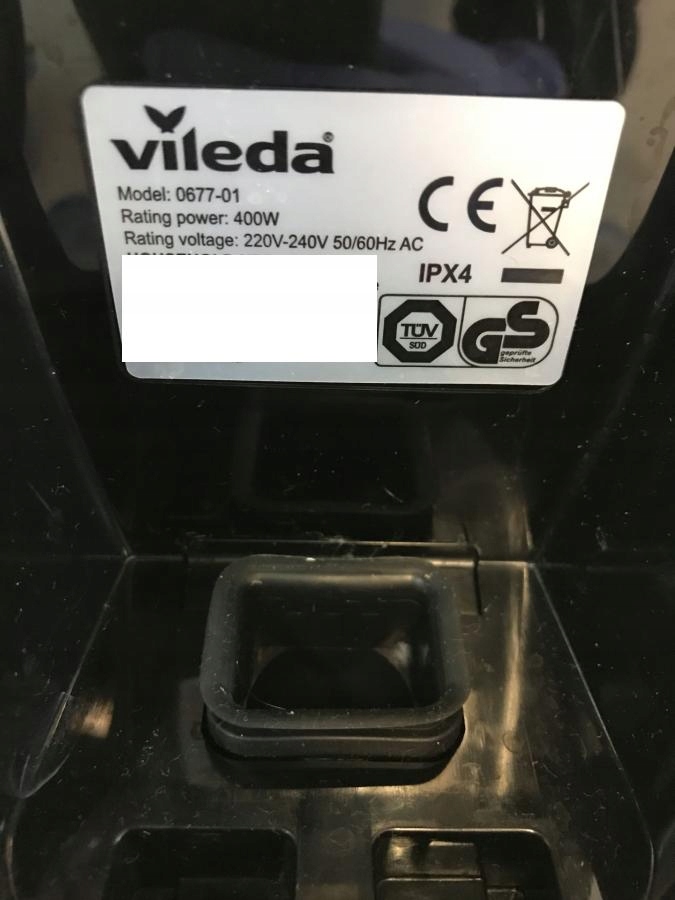 vileda®
Model: 0677-01
Rating power: 400W
Rating voltage: 220V-240V 50/60Hz AC
CE
IPX4
TÜV
SÜD
GS
geprüfte
Sicherheit